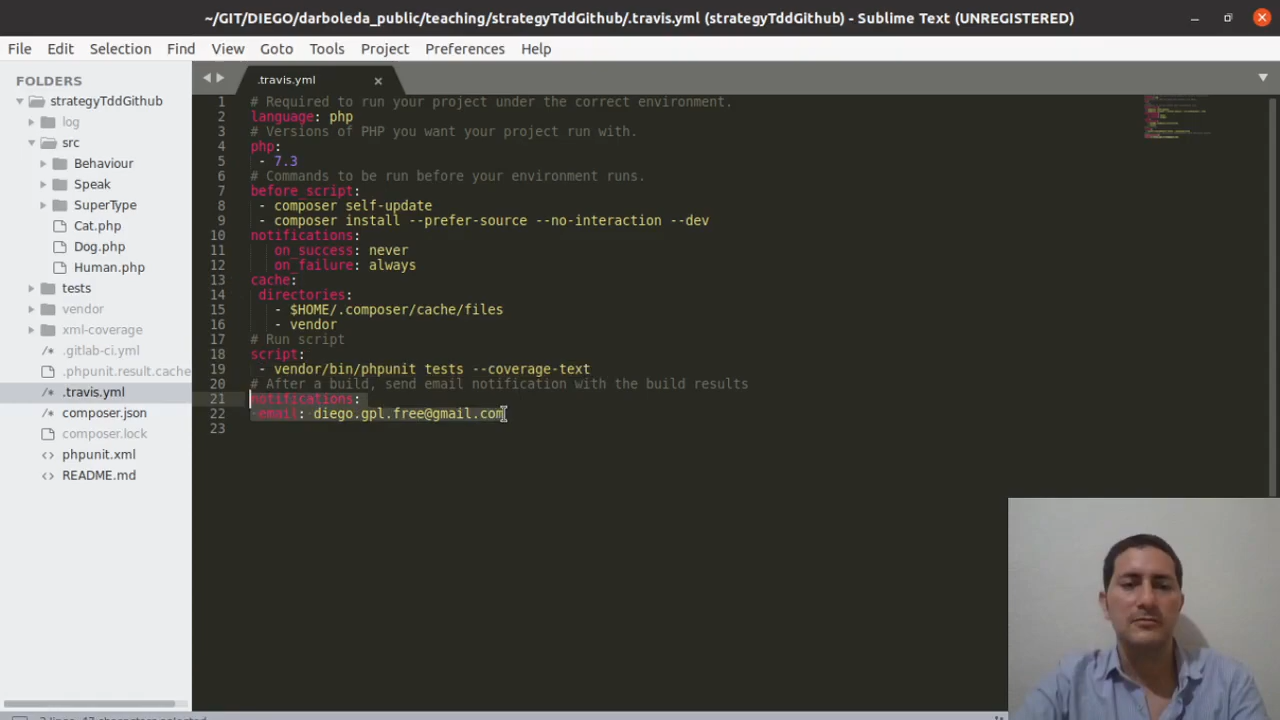 ~/GIT/DIEGO/darboleda_public/teaching/strategyTddGithub/.travis.yml (strategyTddGithub) - Sublime Text (UNREGISTERED)
File Edit Selection Find View Goto Tools Project Preferences Help
FOLDERS
strategyTddGithub
log
src
Behaviour
Speak
SuperType
Cat.php
Dog.php
Human.php
tests
vendor
xml-coverage
.gitlab-ci.yml
.phpunit.result.cache
.travis.yml
composer.json
composer.lock
phpunit.xml
README.md
.travis.yml
1 # Required to run your project under the correct environment.
2 language: php
3 # Versions of PHP you want your project run with.
4 php:
5 - 7.3
6 # Commands to be run before your environment runs.
7 before_script:
8 - composer self-update
9 - composer install --prefer-source --no-interaction --dev
10 notifications:
11 on_success: never
12 on_failure: always
13 cache:
14 directories:
15 - $HOME/.composer/cache/files
16 - vendor
17 # Run script
18 script:
19 - vendor/bin/phpunit tests --coverage-text
20 # After a build, send email notification with the build results
21 notifications:
22 email: diego.gpl.free@gmail.com
23